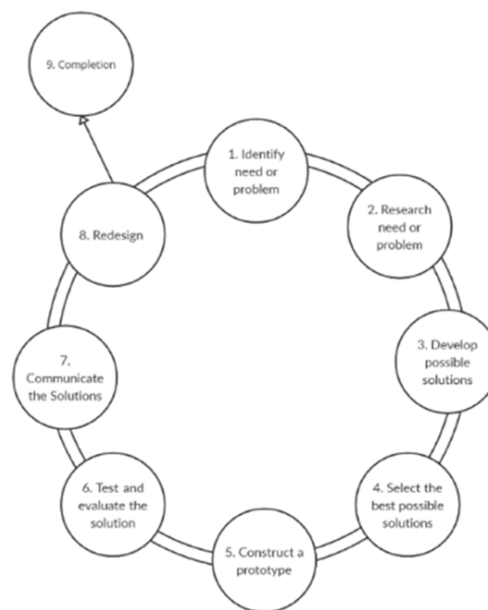 9. Completion
1. Identify
need or
problem
2. Research
need or
problem
3. Develop
possible
solutions
4. Select the
best possible
solutions
5. Construct a
prototype
6. Test and
evaluate the
solution
7.
Communicate
the Solutions
8. Redesign